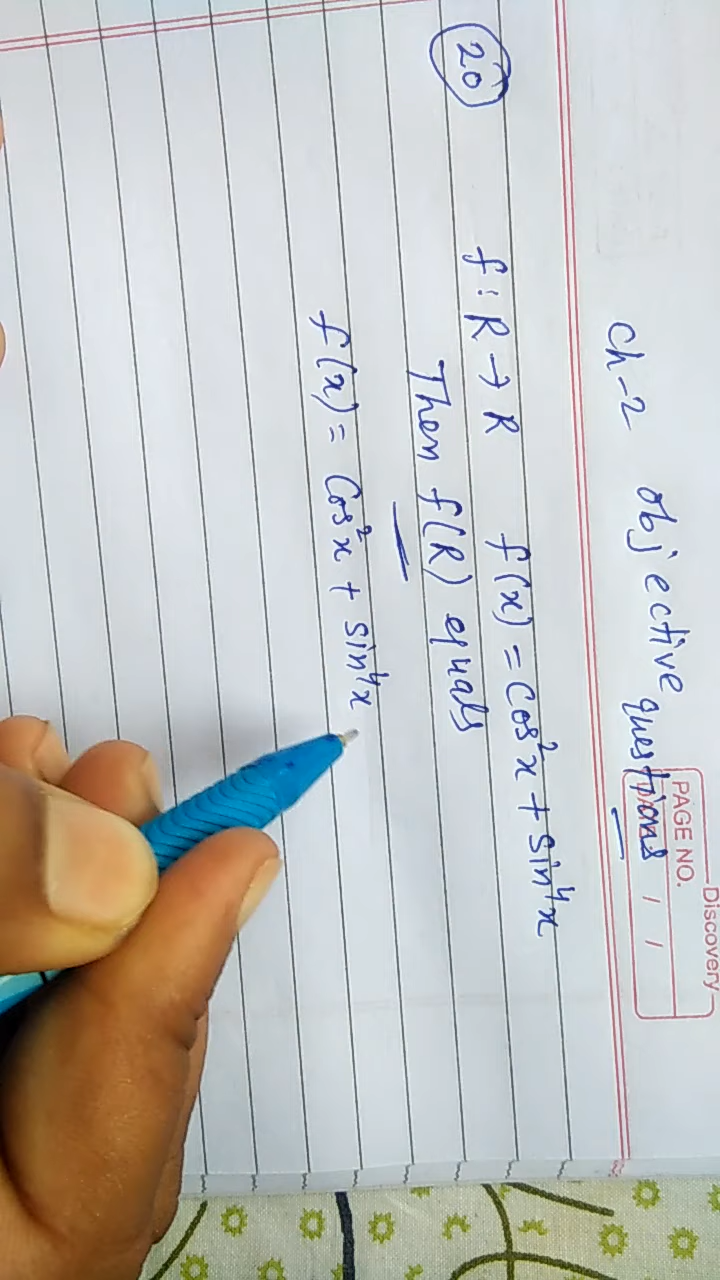 Discovery
PAGE NO.
/ /
Ch-2 objective questions
20 f : R → R f(x) = Cos²x + Sin⁴x
Then f(R) equals
f(x) = Cos²x + Sin⁴x